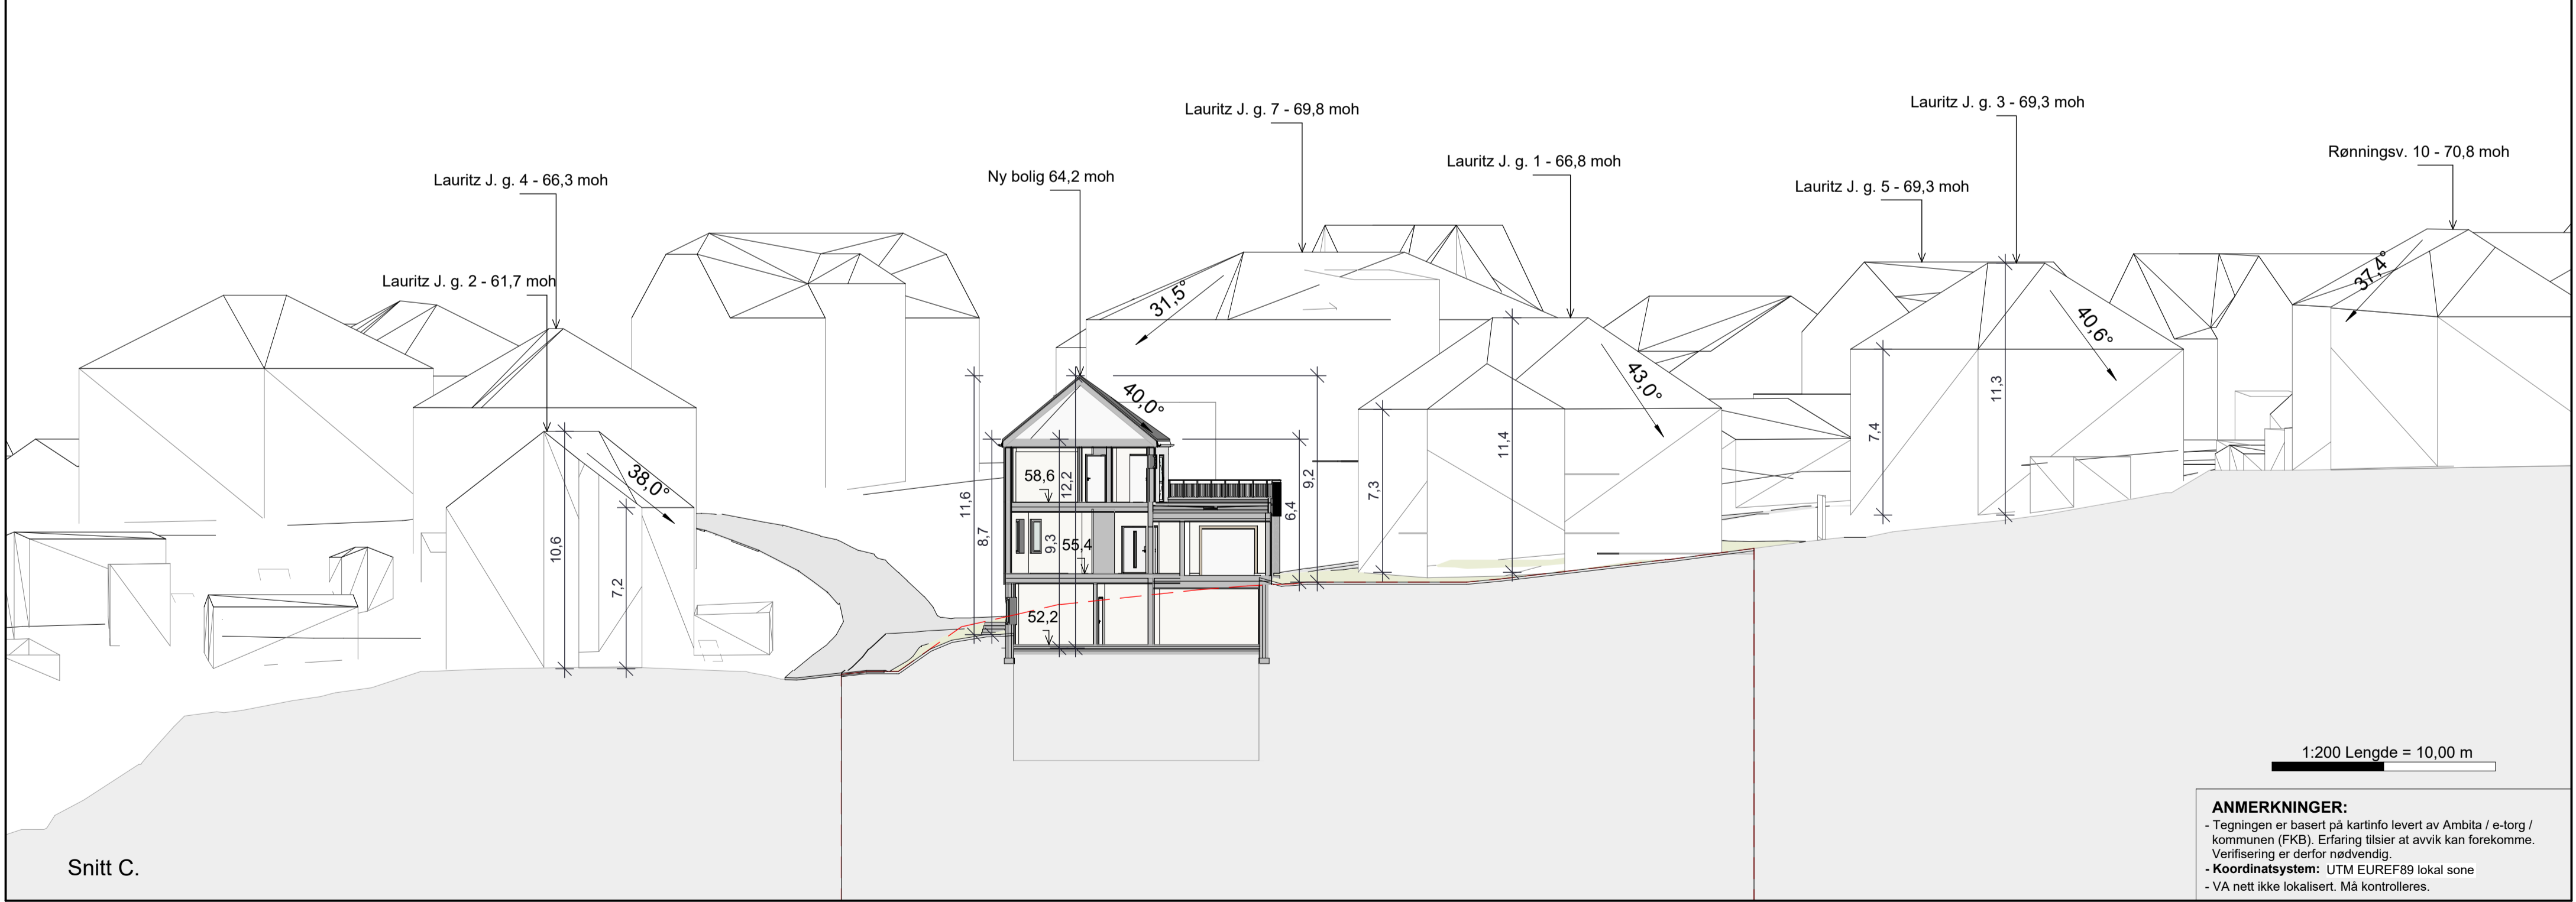 Lauritz J. g. 3 - 69,3 moh
Lauritz J. g. 7 - 69,8 moh
Rønningsv. 10 - 70,8 moh
Lauritz J. g. 1 - 66,8 moh
Lauritz J. g. 4 - 66,3 moh
Ny bolig 64,2 moh
Lauritz J. g. 5 - 69,3 moh
Lauritz J. g. 2 - 61,7 moh
31,5°
37,4°
40,6°
43,0°
40,0°
38,0°
11,3
7,4
11,4
7,3
9,2
6,4
58,6
12,2
11,6
8,7
9,3
55,4
52,2
10,6
7,2
1:200 Lengde = 10,00 m
ANMERKNINGER:
- Tegningen er basert på kartinfo levert av Ambita / e-torg /
kommunen (FKB). Erfaring tilsier at avvik kan forekomme.
Verifisering er derfor nødvendig.
- Koordinatsystem: UTM EUREF89 lokal sone
- VA nett ikke lokalisert. Må kontrolleres.
Snitt C.